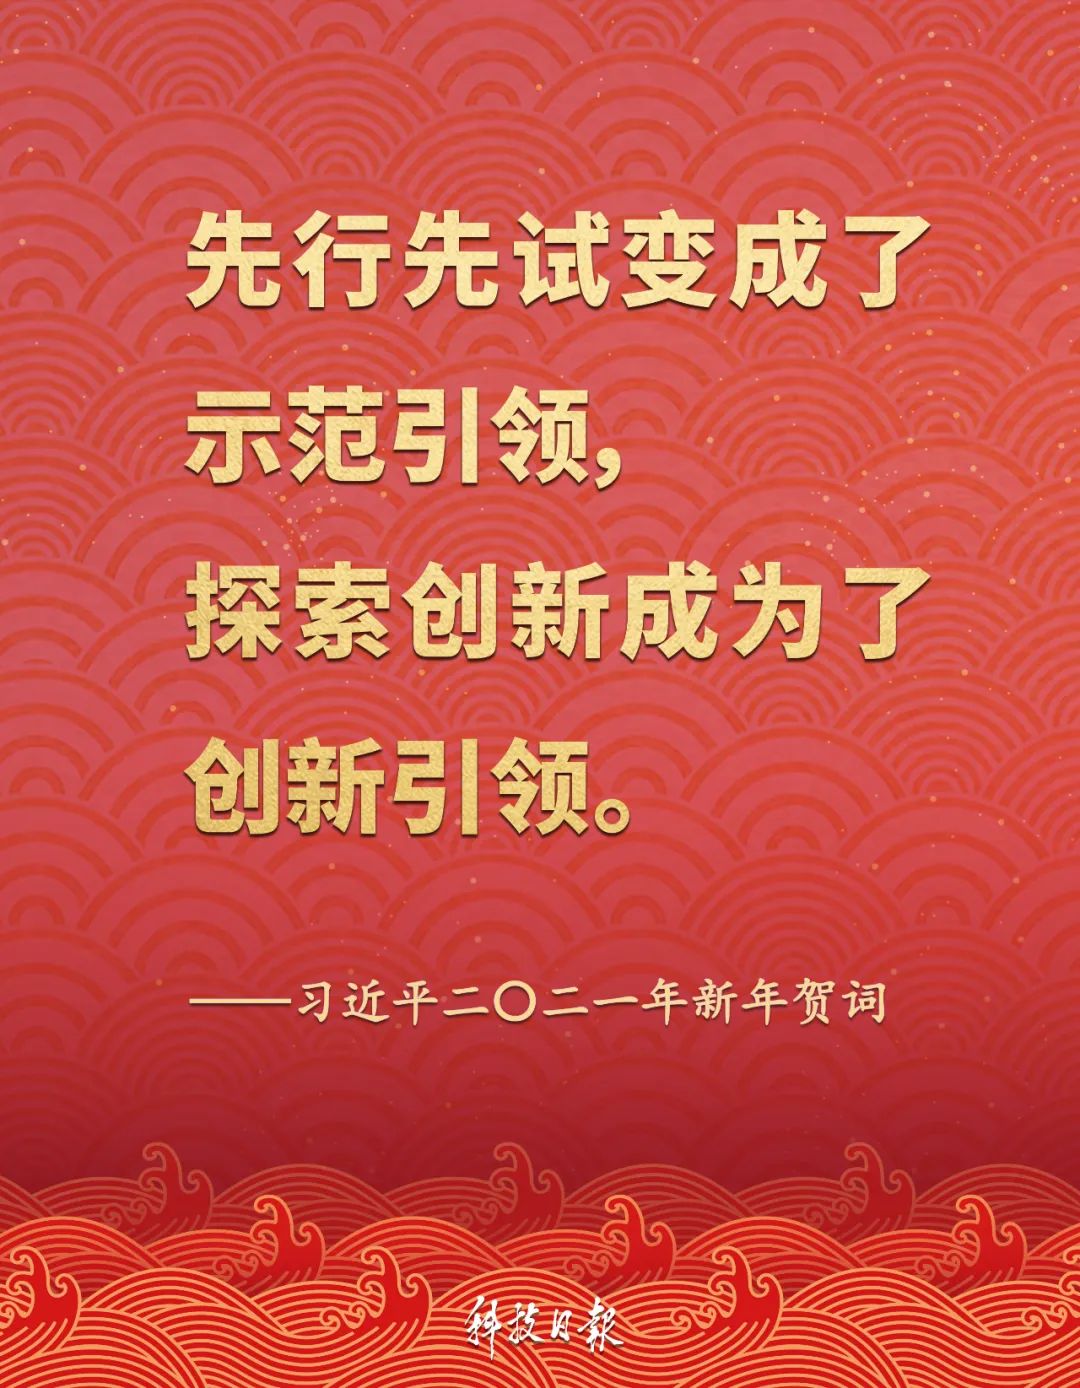 先行先试变成了
示范引领，
探索创新成为了
创新引领。
——习近平二〇二一年新年贺词
科技日報